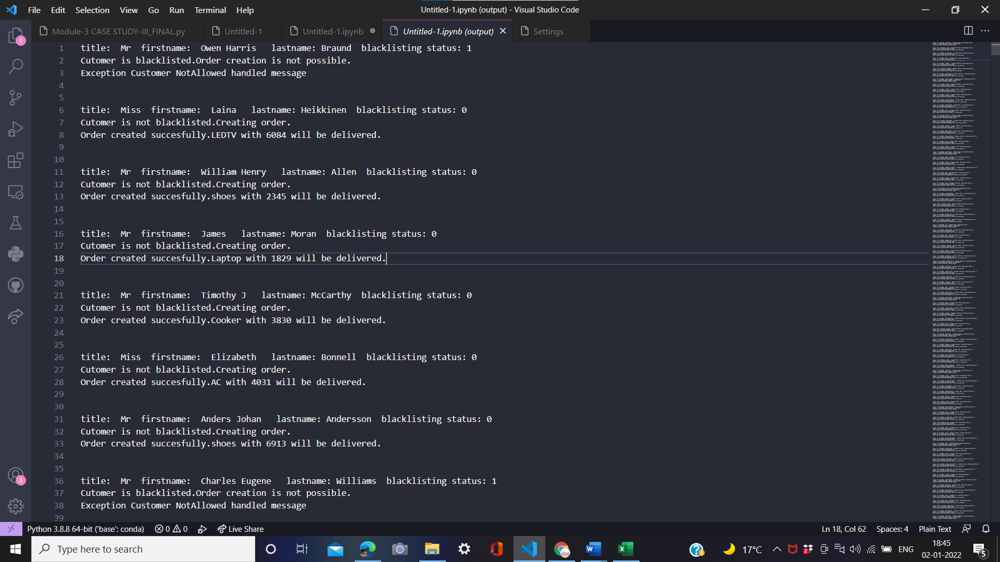 File Edit Selection View Go Run Terminal Help
Untitled-1.ipynb (output) - Visual Studio Code
Module-3 CASE STUDY-III_FINAL.py
Untitled-1
Untitled-1.ipynb
Untitled-1.ipynb (output)
Settings
1 title:  Mr  firstname:  Owen Harris   lastname: Braund  blacklisting status: 1
2 Cutomer is blacklisted.Order creation is not possible.
3 Exception Customer NotAllowed handled message
4
5
6 title:  Miss  firstname:  Laina   lastname: Heikkinen  blacklisting status: 0
7 Cutomer is not blacklisted.Creating order.
8 Order created succesfully.LEDTV with 6084 will be delivered.
9
10
11 title:  Mr  firstname:  William Henry   lastname: Allen  blacklisting status: 0
12 Cutomer is not blacklisted.Creating order.
13 Order created succesfully.shoes with 2345 will be delivered.
14
15
16 title:  Mr  firstname:  James   lastname: Moran  blacklisting status: 0
17 Cutomer is not blacklisted.Creating order.
18 Order created succesfully.Laptop with 1829 will be delivered.
19
20
21 title:  Mr  firstname:  Timothy J   lastname: McCarthy  blacklisting status: 0
22 Cutomer is not blacklisted.Creating order.
23 Order created succesfully.Cooker with 3830 will be delivered.
24
25
26 title:  Miss  firstname:  Elizabeth   lastname: Bonnell  blacklisting status: 0
27 Cutomer is not blacklisted.Creating order.
28 Order created succesfully.AC with 4031 will be delivered.
29
30
31 title:  Mr  firstname:  Anders Johan   lastname: Andersson  blacklisting status: 0
32 Cutomer is not blacklisted.Creating order.
33 Order created succesfully.shoes with 6913 will be delivered.
34
35
36 title:  Mr  firstname:  Charles Eugene   lastname: Williams  blacklisting status: 1
37 Cutomer is blacklisted.Order creation is not possible.
38 Exception Customer NotAllowed handled message
39
1
3
Python 3.8.8 64-bit ('base': conda) 0 0 Live Share
Ln 18, Col 62 Spaces: 4 Plain Text
Type here to search
17°C
2
ENG
18:45
02-01-2022
5